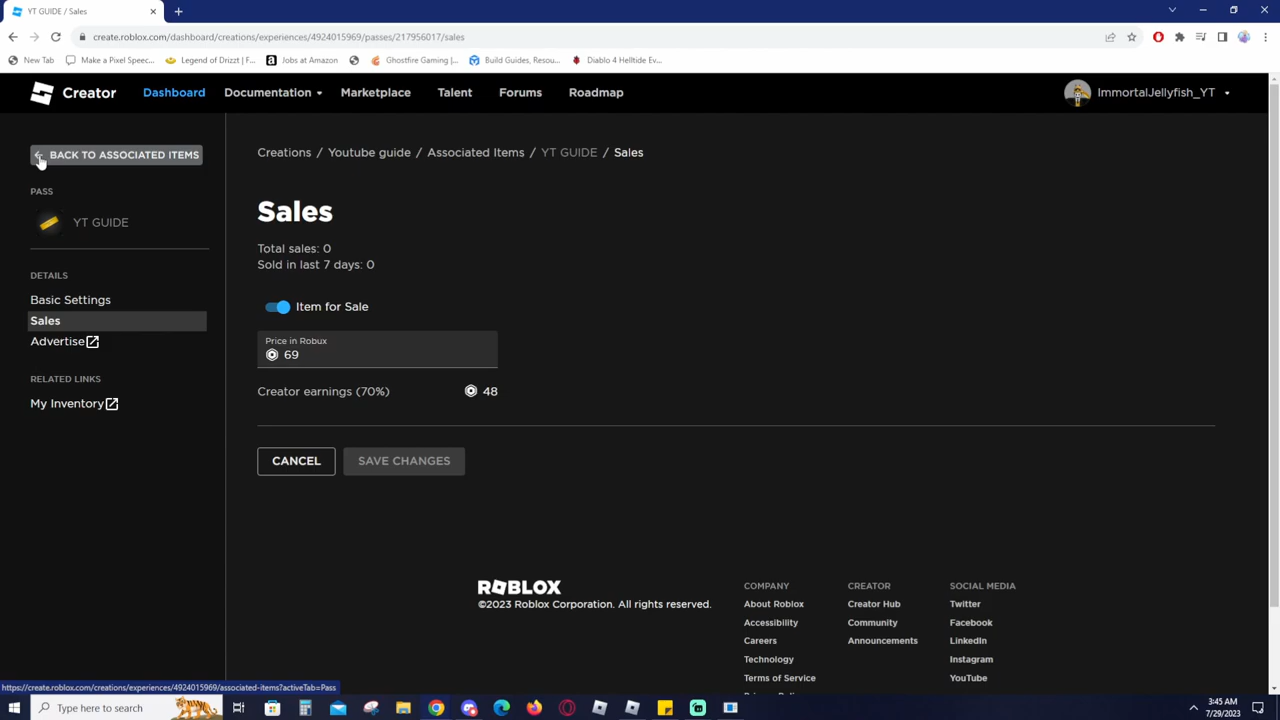 YT GUIDE / Sales
create.roblox.com/dashboard/creations/experiences/4924015969/passes/217956017/sales
New Tab
Make a Pixel Speec...
Legend of Drizzt | F...
Jobs at Amazon
Ghostfire Gaming |...
Build Guides, Resou...
Diablo 4 Helltide Ev...
Creator
Dashboard
Documentation
Marketplace
Talent
Forums
Roadmap
ImmortalJellyfish_YT
BACK TO ASSOCIATED ITEMS
PASS
YT GUIDE
DETAILS
Basic Settings
Sales
Advertise
RELATED LINKS
My Inventory
Creations / Youtube guide / Associated Items / YT GUIDE / Sales
Sales
Total sales: 0
Sold in last 7 days: 0
Item for Sale
Price in Robux
69
Creator earnings (70%) 48
CANCEL
SAVE CHANGES
ROBLOX
©2023 Roblox Corporation. All rights reserved.
COMPANY
About Roblox
Accessibility
Careers
Technology
Terms of Service
CREATOR
Creator Hub
Community
Announcements
SOCIAL MEDIA
Twitter
Facebook
LinkedIn
Instagram
YouTube
https://create.roblox.com/creations/experiences/4924015969/associated-items?activeTab=Pass
Type here to search
3:45 AM
7/29/2023